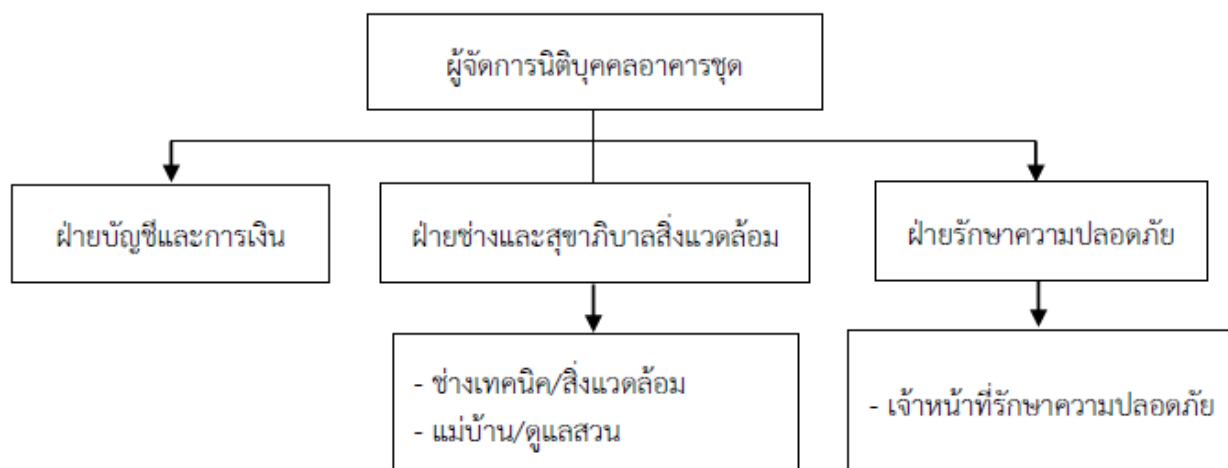 ผู้จัดการนิติบุคคลอาคารชุด
ฝ่ายบัญชีและการเงิน
ฝ่ายช่างและสุขาภิบาลสิ่งแวดล้อม
ฝ่ายรักษาความปลอดภัย
- ช่างเทคนิค/สิ่งแวดล้อม
- แม่บ้าน/ดูแลสวน
- เจ้าหน้าที่รักษาความปลอดภัย